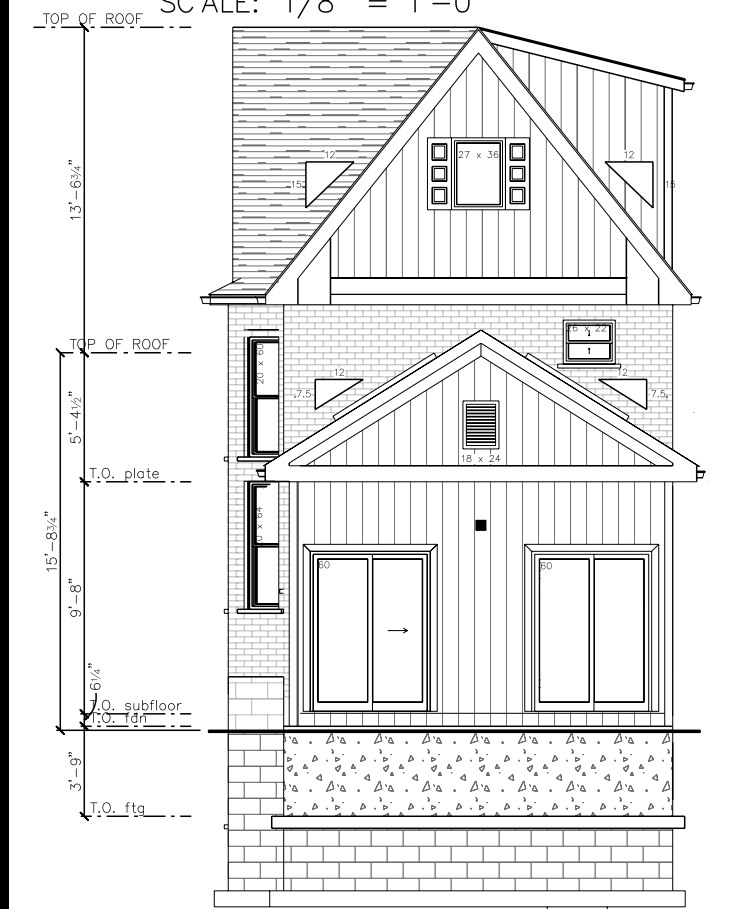 SCALE: 1/8" = 1'-0"
TOP OF ROOF
12
27 x 36
12
15
15
13'-6¾"
TOP OF ROOF
26 x 22
20 x 60
12
12
7.5
7.5
5'-4½"
18 x 24
T.O. plate
15'-8¾"
9'-8"
60
60
6¼"
T.O. subfloor
T.O. fdn
3'-9"
T.O. ftg